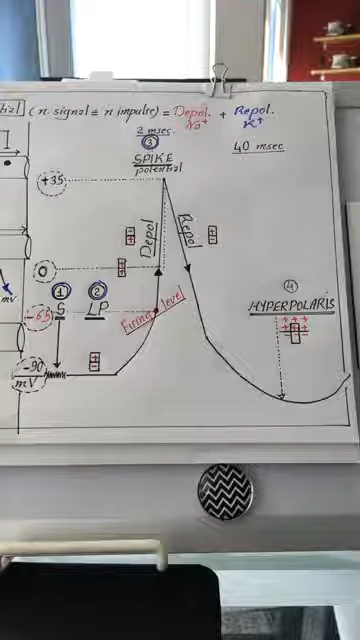 (n signal ≡ n impulse) = Depol. + Repol.
Na+ K+
2 msec
40 msec
3
SPIKE
potential
+35
Depol
Repol
0
1
2
4
S
LP
HYPERPOLARIS
-65
Firing level
-90
mV
mV